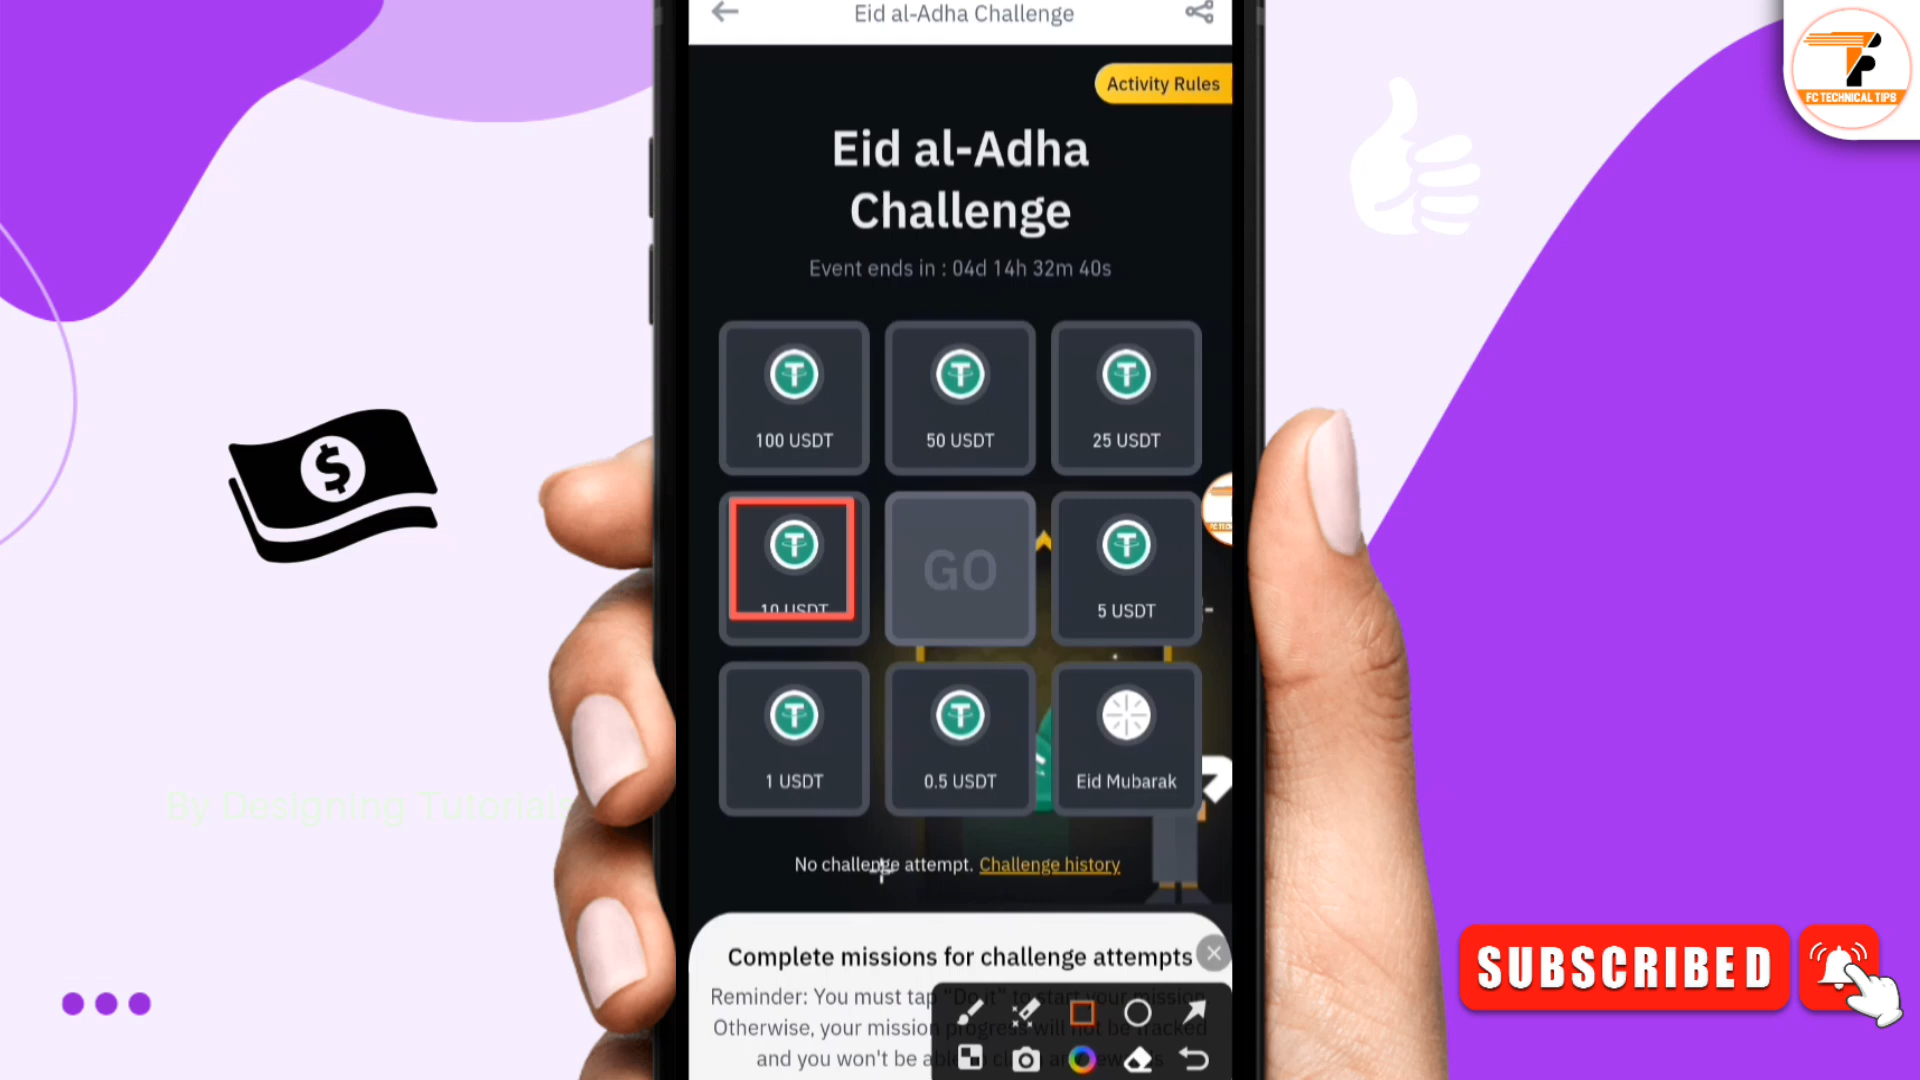 Eid al-Adha Challenge
Activity Rules
FC TECHNICAL TIPS
Eid al-Adha
Challenge
Event ends in : 04d 14h 32m 40s
100 USDT
50 USDT
25 USDT
10 USDT
GO
5 USDT
1 USDT
0.5 USDT
Eid Mubarak
By Designing Tutorials
No challenge attempt. Challenge history
SUBSCRIBED
Complete missions for challenge attempts
Reminder: You must tap "Do it" to start your mission.
Otherwise, your mission progress will not be tracked
and you won't be able to claim any rewards